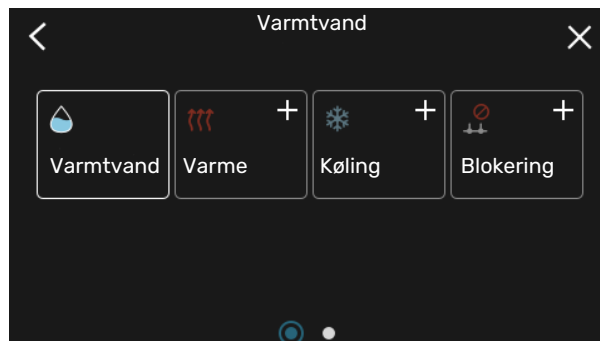 Varmtvand
Varmtvand
Varme
Køling
Blokering